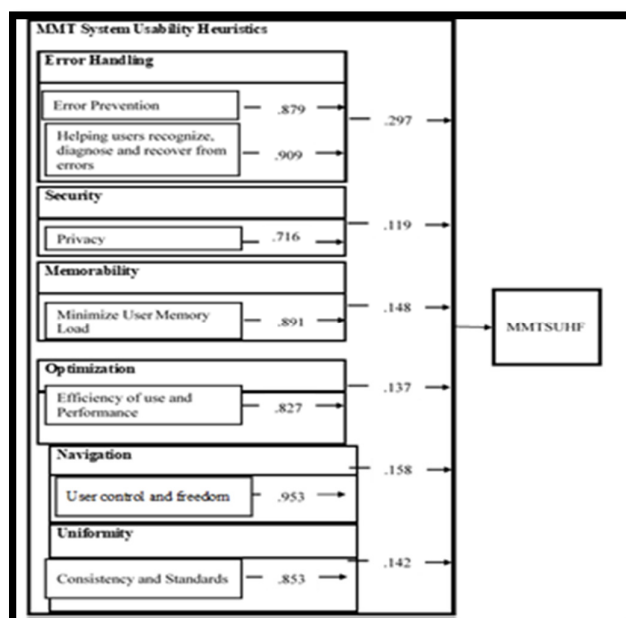 MMT System Usability Heuristics
Error Handling
Error Prevention .879
.297
Helping users recognize,
diagnose and recover from
errors
.909
Security
.119
Privacy .716
Memorability
.148
Minimize User Memory
Load
.891
MMTSUHF
Optimization
.137
Efficiency of use and
Performance
.827
Navigation
.158
User control and freedom .953
Uniformity
.142
Consistency and Standards .853